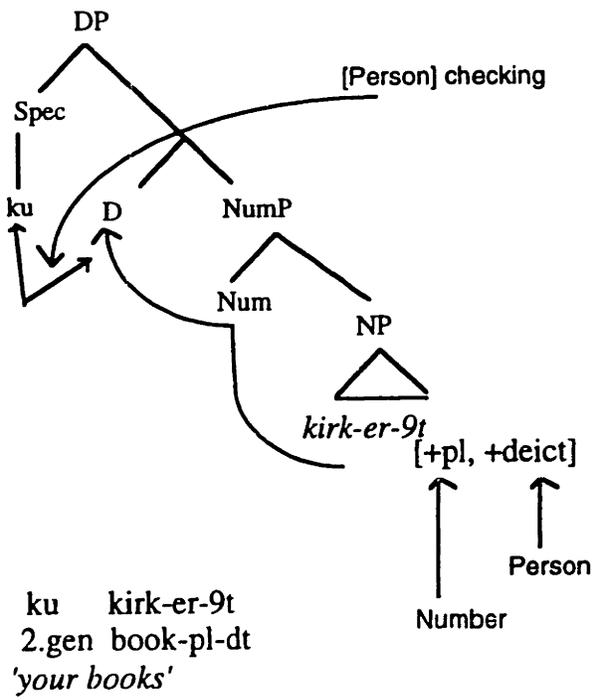 DP
[Person] checking
Spec
ku D NumP
Num
NP
kirk-er-9t
[+pl, +deict]
Person
Number
ku kirk-er-9t
2.gen book-pl-dt
'your books'